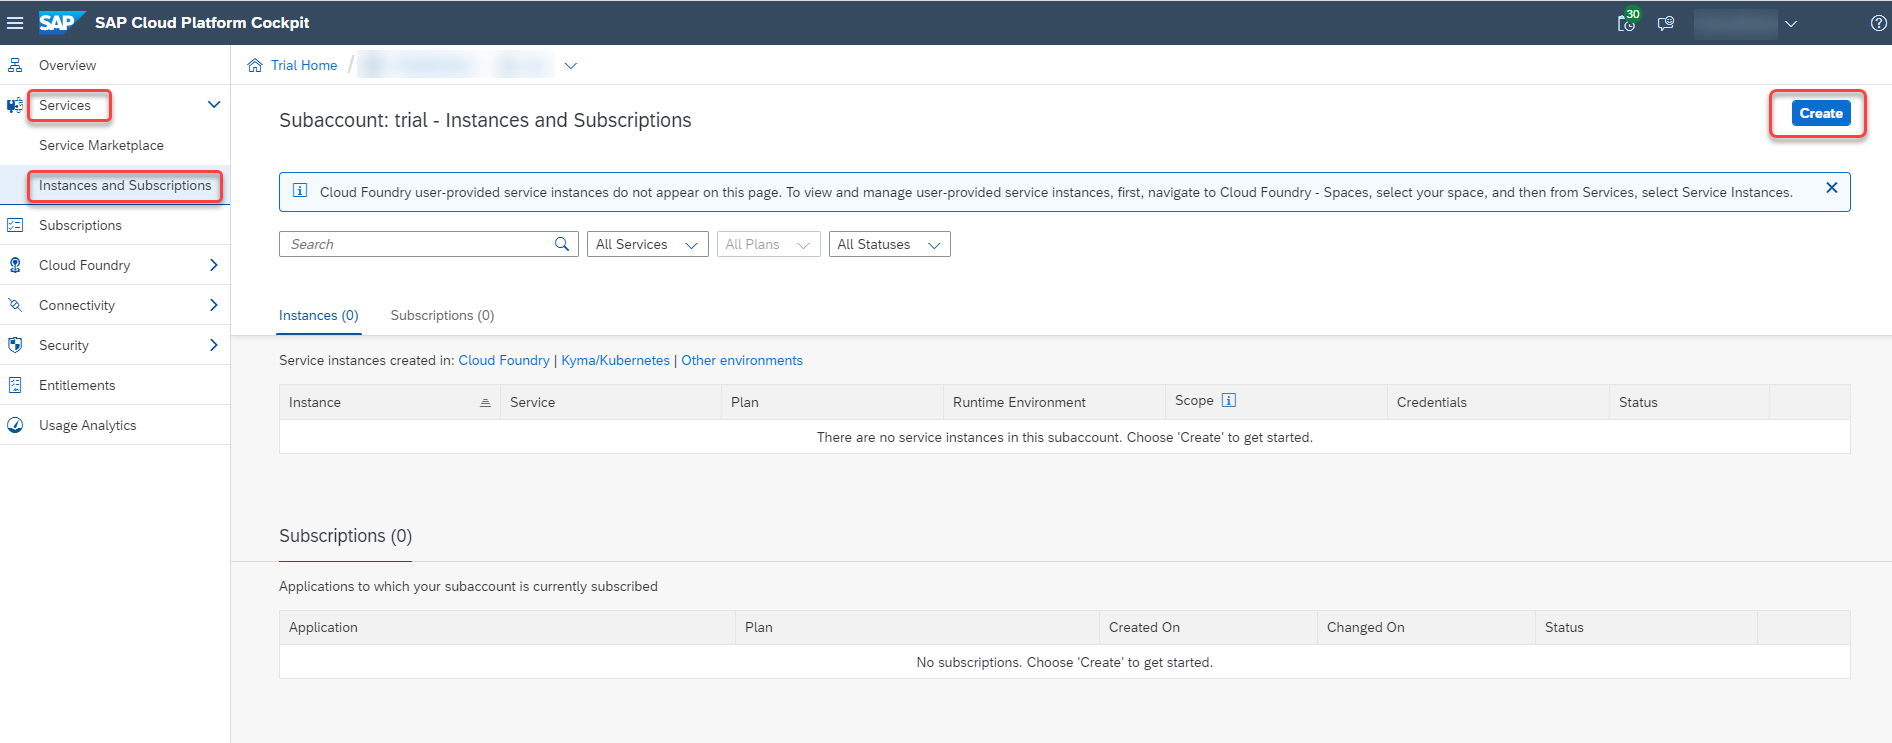 SAP SAP Cloud Platform Cockpit
30
Overview
Services
Service Marketplace
Instances and Subscriptions
Subscriptions
Cloud Foundry
Connectivity
Security
Entitlements
Usage Analytics
Trial Home /
Subaccount: trial - Instances and Subscriptions
Create
Cloud Foundry user-provided service instances do not appear on this page. To view and manage user-provided service instances, first, navigate to Cloud Foundry - Spaces, select your space, and then from Services, select Service Instances.
Search All Services All Plans All Statuses
Instances (0) Subscriptions (0)
Service instances created in: Cloud Foundry | Kyma/Kubernetes | Other environments
Instance Service Plan Runtime Environment Scope Credentials Status
There are no service instances in this subaccount. Choose 'Create' to get started.
Subscriptions (0)
Applications to which your subaccount is currently subscribed
Application Plan Created On Changed On Status
No subscriptions. Choose 'Create' to get started.